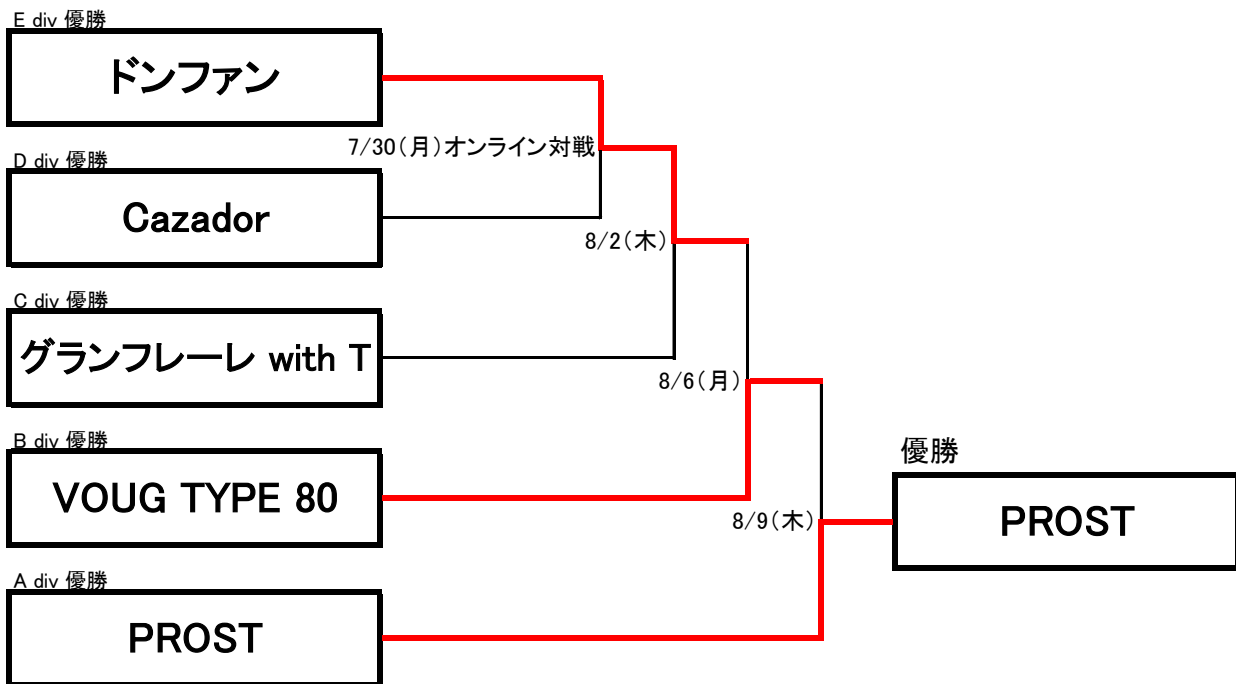 E div 優勝
ドンファン
7/30(月)オンライン対戦
D div 優勝
Cazador
8/2(木)
C div 優勝
グランフレーレ with T
8/6(月)
B div 優勝
VOUG TYPE 80
優勝
PROST
8/9(木)
A div 優勝
PROST